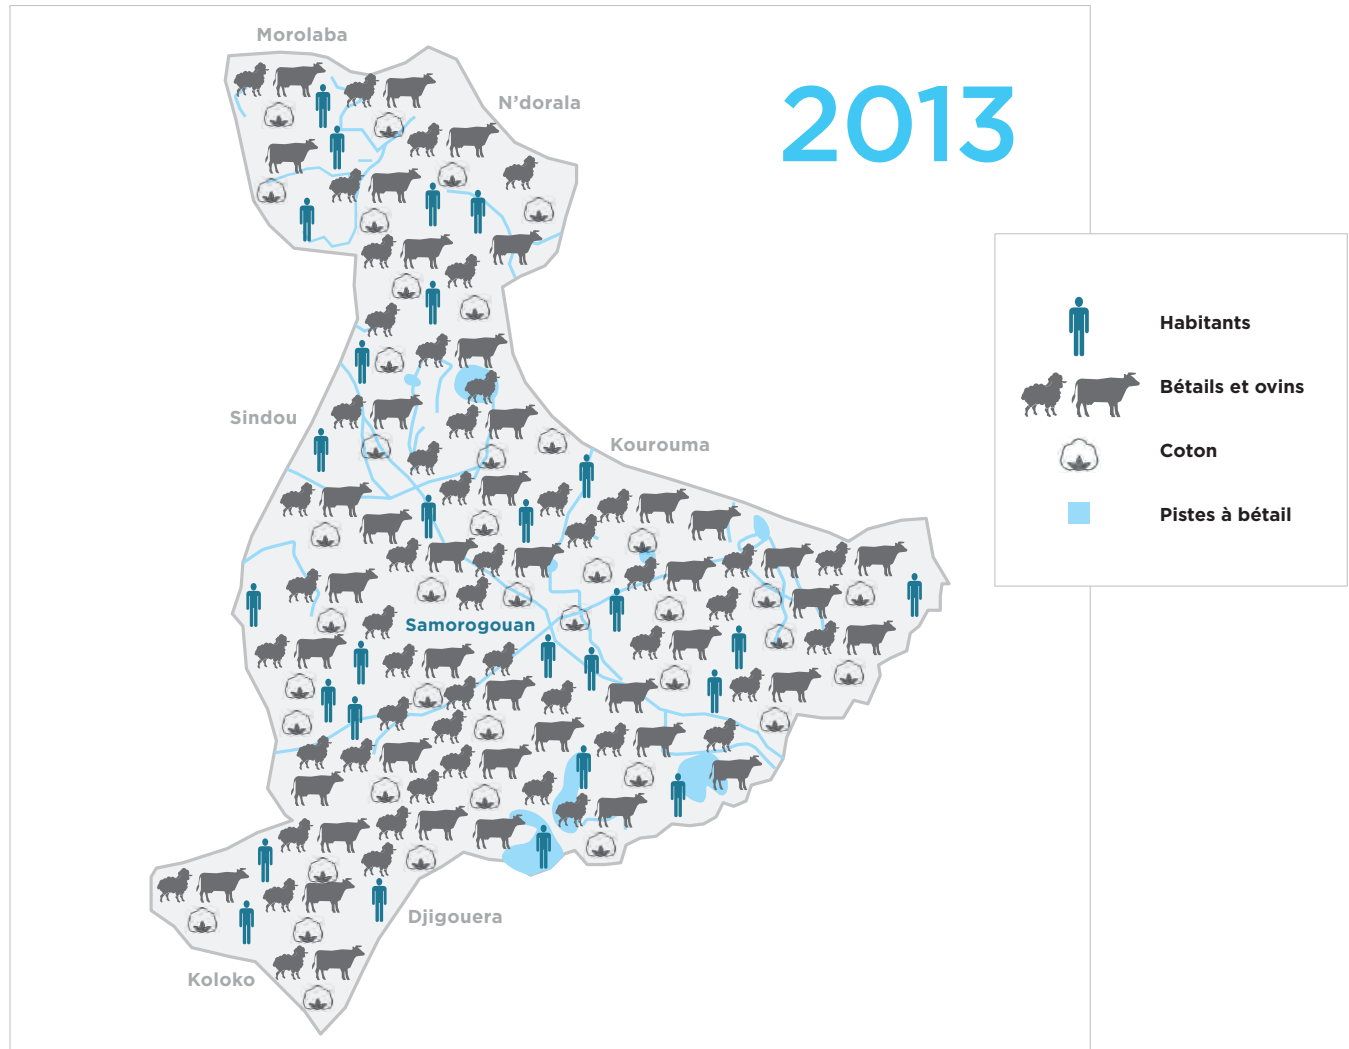 Morolaba
2013
N'dorala
Habitants
Bétails et ovins
Sindou
Kourouma
Coton
Pistes à bétail
Samorogouan
Djigouera
Koloko